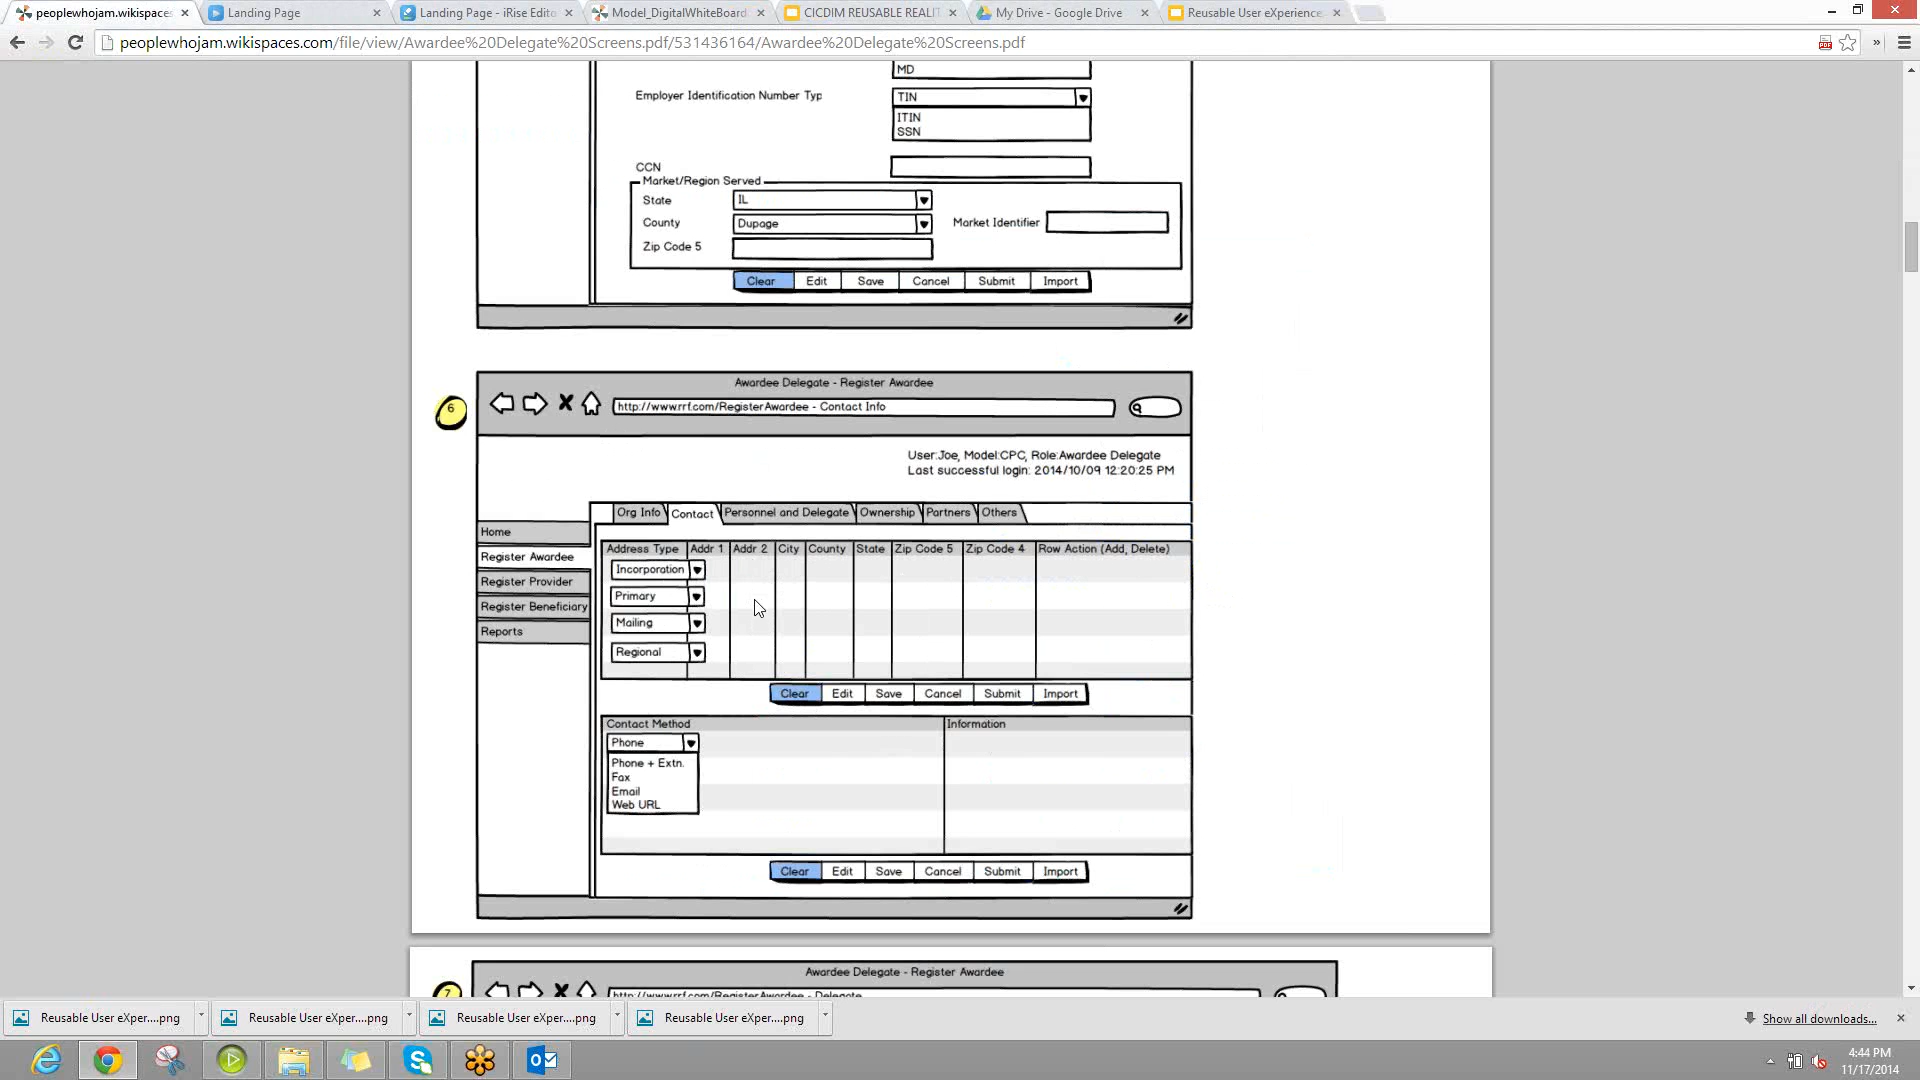 peoplewhojam.wikispaces
Landing Page
Landing Page - iRise Edito
Model_DigitalWhiteBoard
CICDIM REUSABLE REALIT
My Drive - Google Drive
Reusable User eXperience
peoplewhojam.wikispaces.com/file/view/Awardee%20Delegate%20Screens.pdf/531436164/Awardee%20Delegate%20Screens.pdf
MD
Employer Identification Number Typ
TIN
ITIN
SSN
CCN
Market/Region Served
State
IL
County
Dupage
Market Identifier
Zip Code 5
Clear Edit Save Cancel Submit Import
6
Awardee Delegate - Register Awardee
http://www.rrf.com/RegisterAwardee - Contact Info
User:Joe, Model:CPC, Role:Awardee Delegate
Last successful login: 2014/10/09 12:20:25 PM
Org Info Contact Personnel and Delegate Ownership Partners Others
Home
Register Awardee
Register Provider
Register Beneficiary
Reports
Address Type Addr 1 Addr 2 City County State Zip Code 5 Zip Code 4 Row Action (Add, Delete)
Incorporation
Primary
Mailing
Regional
Clear Edit Save Cancel Submit Import
Contact Method Information
Phone
Phone + Extn.
Fax
Email
Web URL
Clear Edit Save Cancel Submit Import
7
Awardee Delegate - Register Awardee
http://www.rrf.com/RegisterAwardee - Delegate
Reusable User eXper....png
Reusable User eXper....png
Reusable User eXper....png
Reusable User eXper....png
Show all downloads...
4:44 PM
11/17/2014